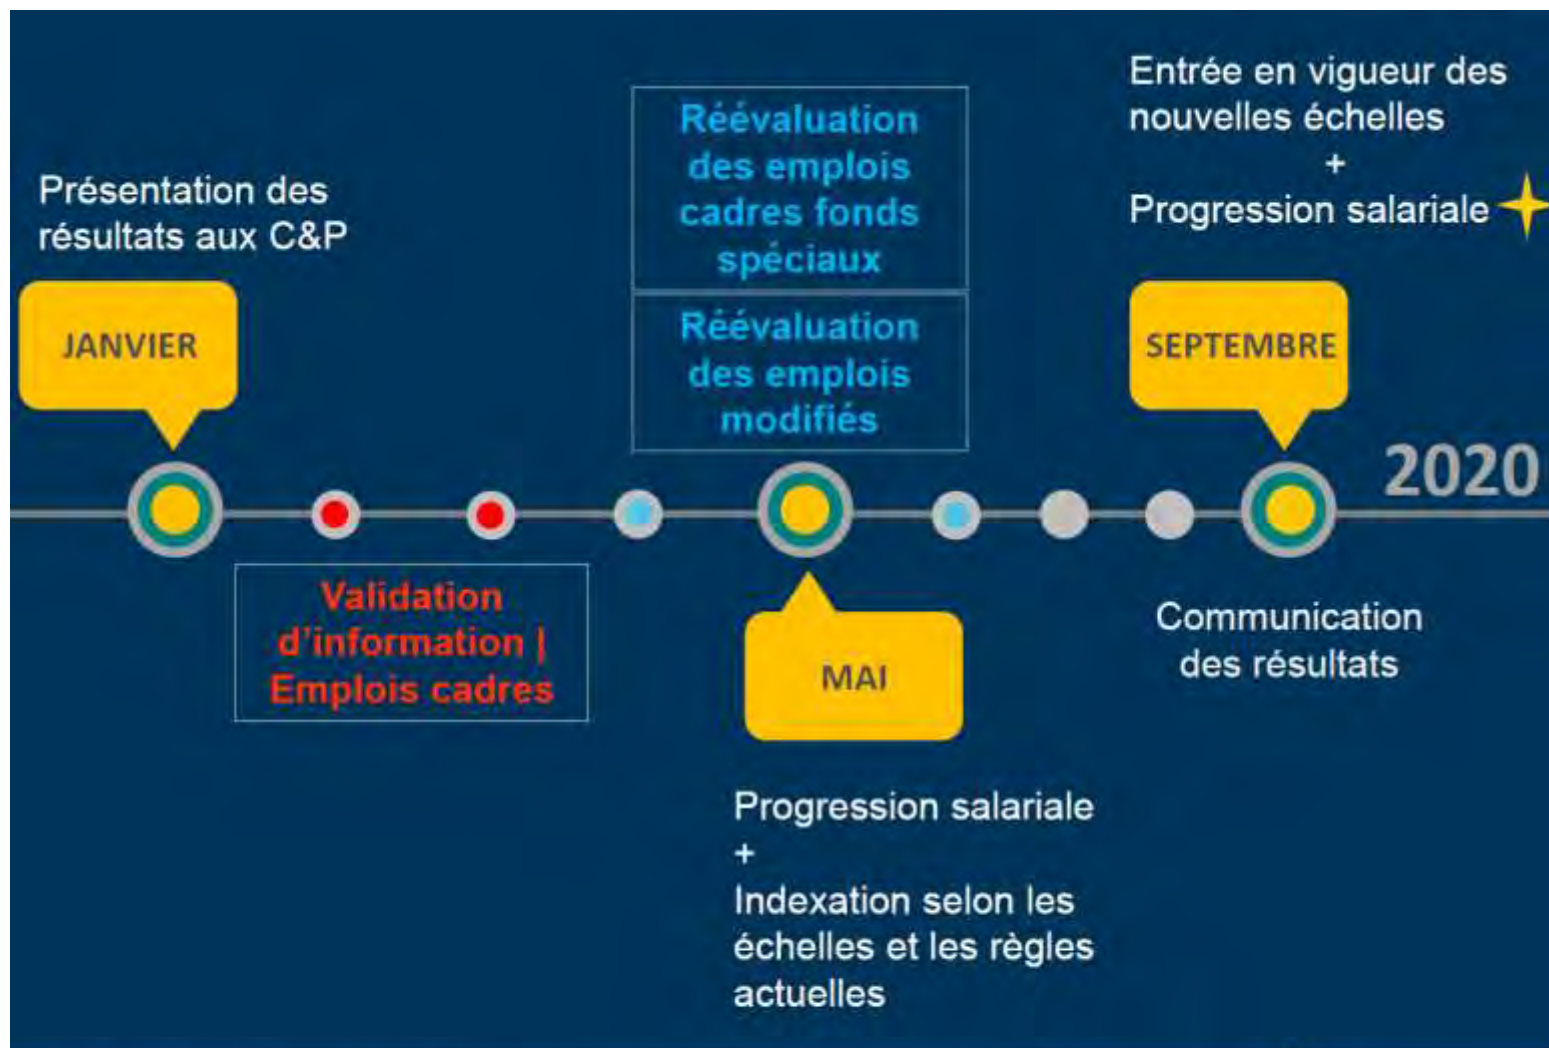 Présentation des
résultats aux C&P
JANVIER
Validation
d'information |
Emplois cadres
Réévaluation
des emplois
cadres fonds
spéciaux
Réévaluation
des emplois
modifiés
MAI
Progression salariale
+
Indexation selon les
échelles et les règles
actuelles
Entrée en vigueur des
nouvelles échelles
+
Progression salariale
SEPTEMBRE
2020
Communication
des résultats